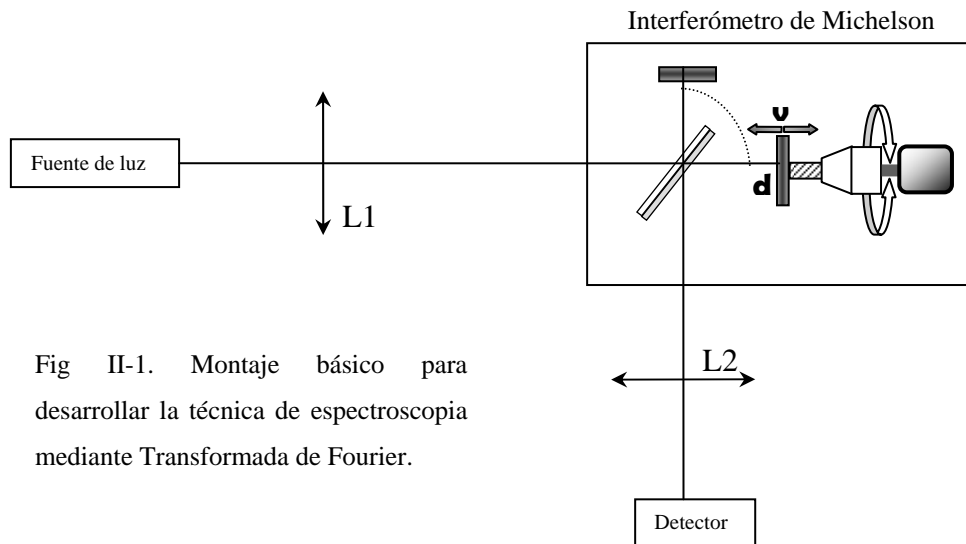 Interferómetro de Michelson
Fuente de luz
L1
d
L2
Fig II-1. Montaje básico para
desarrollar la técnica de espectroscopia
mediante Transformada de Fourier.
Detector